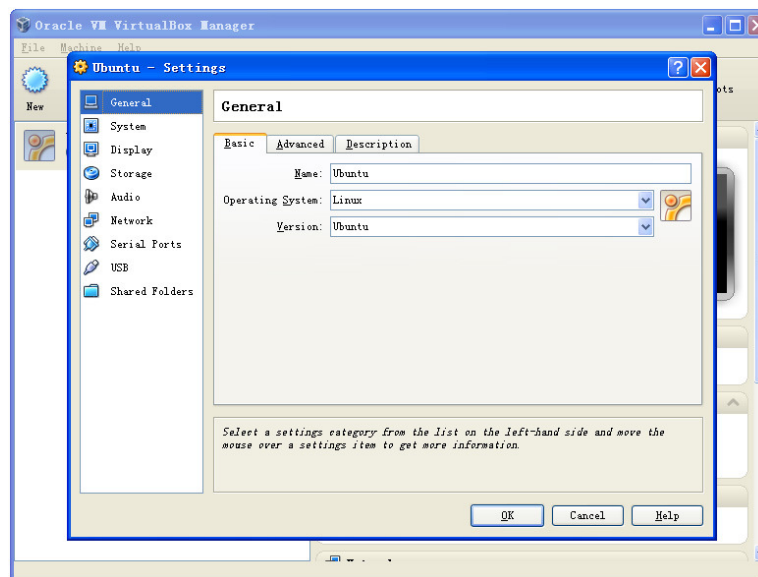 Oracle VM VirtualBox Manager
File Machine Help
New
Ubuntu - Settings
General
System
Display
Storage
Audio
Network
Serial Ports
USB
Shared Folders
General
Basic Advanced Description
Name: Ubuntu
Operating System: Linux
Version: Ubuntu
Select a settings category from the list on the left-hand side and move the
mouse over a settings item to get more information.
OK Cancel Help